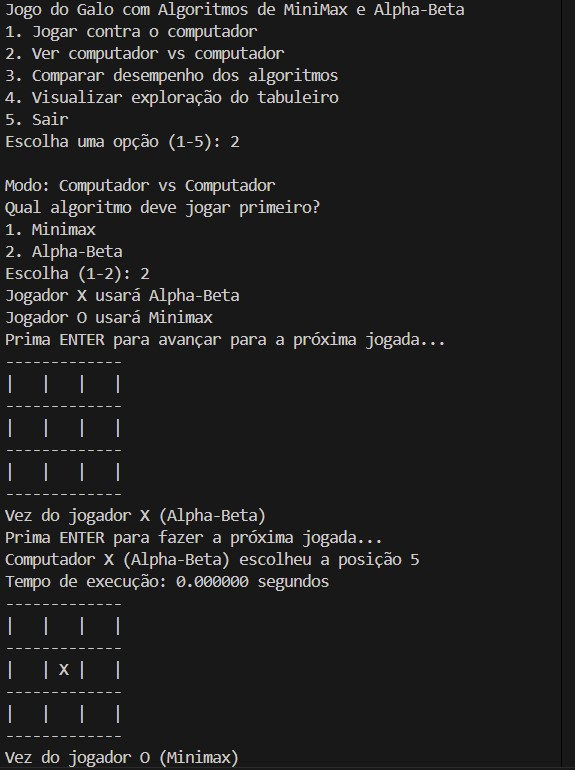 Jogo do Galo com Algoritmos de MiniMax e Alpha-Beta
1. Jogar contra o computador
2. Ver computador vs computador
3. Comparar desempenho dos algoritmos
4. Visualizar exploração do tabuleiro
5. Sair
Escolha uma opção (1-5): 2

Modo: Computador vs Computador
Qual algoritmo deve jogar primeiro?
1. Minimax
2. Alpha-Beta
Escolha (1-2): 2
Jogador X usará Alpha-Beta
Jogador O usará Minimax
Prima ENTER para avançar para a próxima jogada...
-------------
|   |   |   |
-------------
|   |   |   |
-------------
|   |   |   |
-------------
Vez do jogador X (Alpha-Beta)
Prima ENTER para fazer a próxima jogada...
Computador X (Alpha-Beta) escolheu a posição 5
Tempo de execução: 0.000000 segundos
-------------
|   |   |   |
-------------
|   | X |   |
-------------
|   |   |   |
-------------
Vez do jogador O (Minimax)